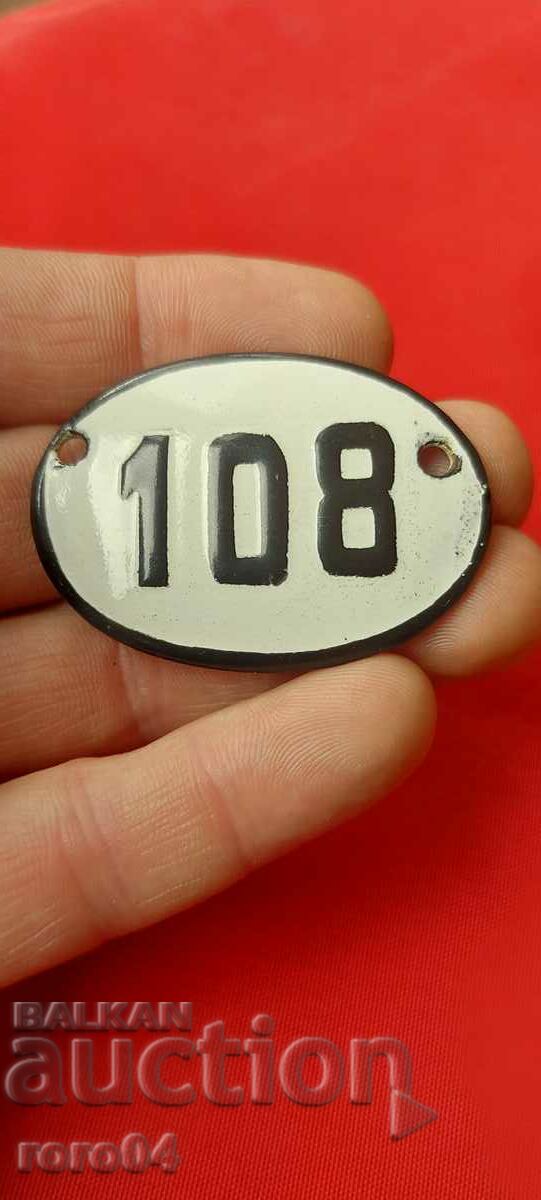 108
BALKAN
auction
roro04